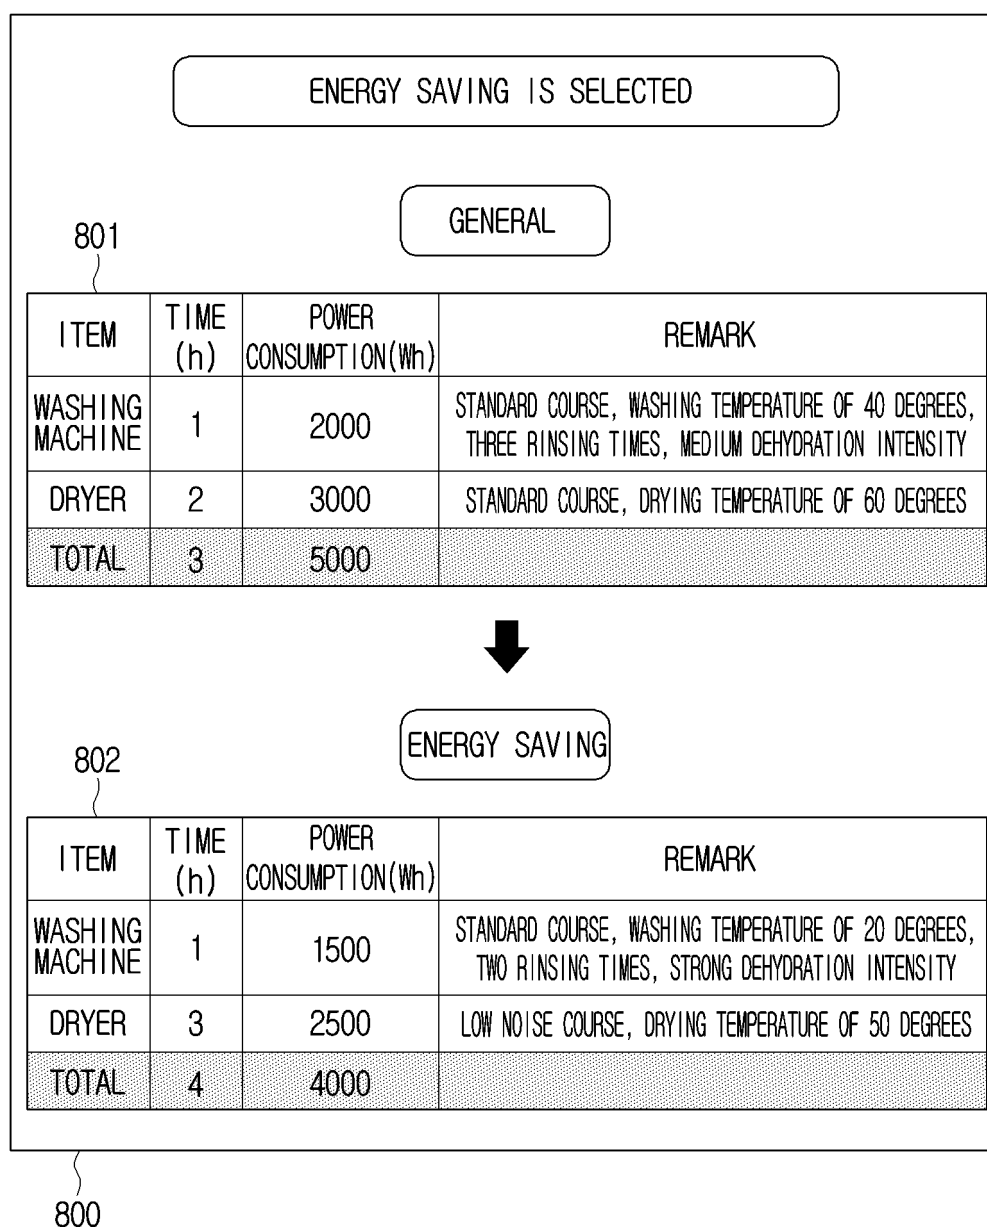 ENERGY SAVING IS SELECTED
GENERAL
801
ITEM TIME (h) POWER CONSUMPTION(Wh) REMARK
WASHING MACHINE 1 2000 STANDARD COURSE, WASHING TEMPERATURE OF 40 DEGREES,
THREE RINSING TIMES, MEDIUM DEHYDRATION INTENSITY
DRYER 2 3000 STANDARD COURSE, DRYING TEMPERATURE OF 60 DEGREES
TOTAL 3 5000
ENERGY SAVING
802
ITEM TIME (h) POWER CONSUMPTION(Wh) REMARK
WASHING MACHINE 1 1500 STANDARD COURSE, WASHING TEMPERATURE OF 20 DEGREES,
TWO RINSING TIMES, STRONG DEHYDRATION INTENSITY
DRYER 3 2500 LOW NOISE COURSE, DRYING TEMPERATURE OF 50 DEGREES
TOTAL 4 4000
800